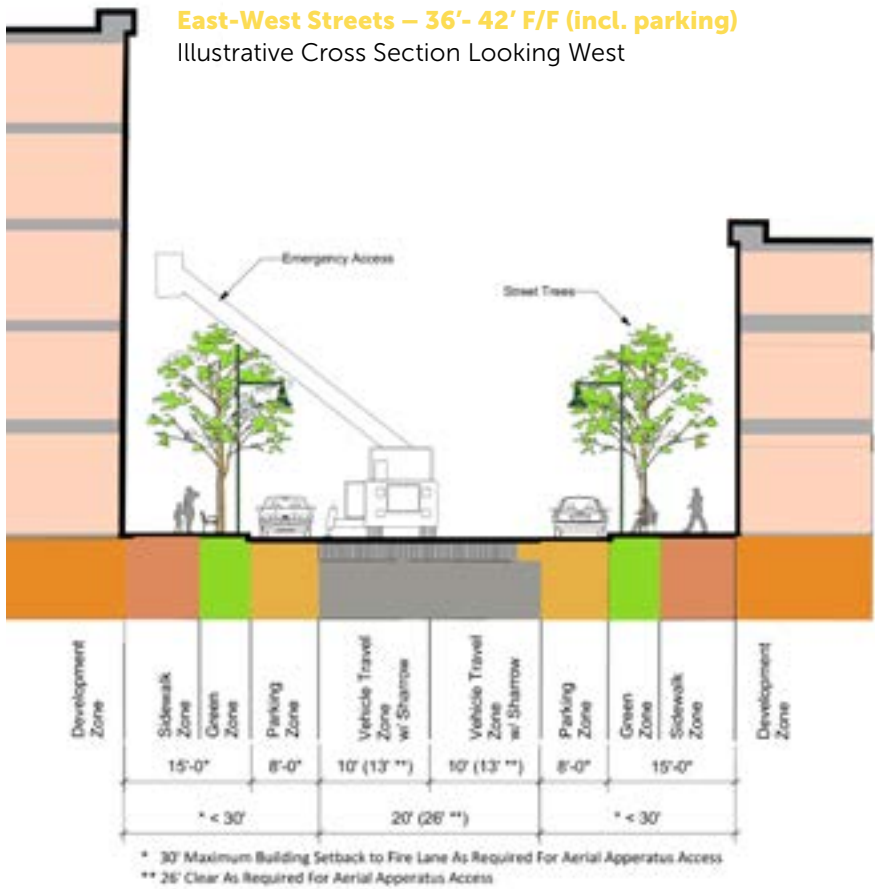 East-West Streets – 36'- 42' F/F (incl. parking)
Illustrative Cross Section Looking West
Emergency Access
Street Trees
Development
Zone
Sidewalk
Zone
Green
Zone
Parking
Zone
Vehicle Travel
Zone
w/ Sharrow
Vehicle Travel
Zone
w/ Sharrow
Parking
Zone
Green
Zone
Sidewalk
Zone
Development
Zone
15'-0"
8'-0"
10' (13' **)
10' (13' **)
8'-0"
15'-0"
* < 30'
20' (26' **)
* < 30'
* 30' Maximum Building Setback to Fire Lane As Required For Aerial Apperatus Access
** 26' Clear As Required For Aerial Apperatus Access